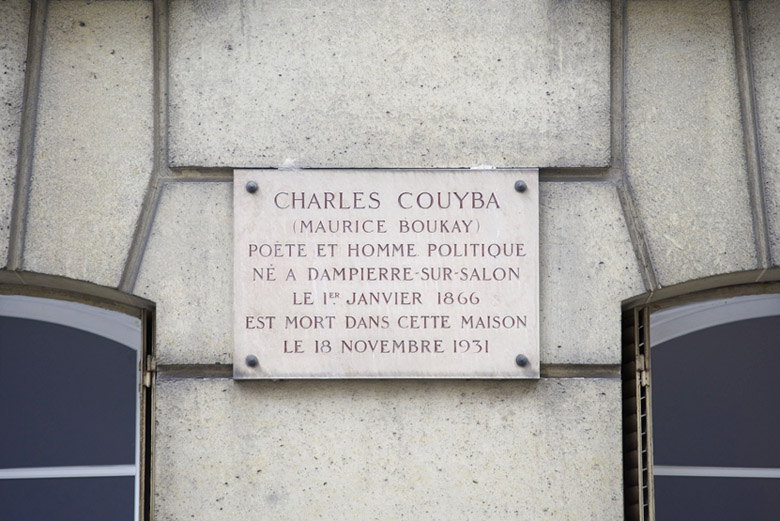 CHARLES COUYBA
(MAURICE BOUKAY)
POÈTE ET HOMME POLITIQUE
NÉ A DAMPIERRE-SUR-SALON
LE 1ER JANVIER 1866
EST MORT DANS CETTE MAISON
LE 18 NOVEMBRE 1931